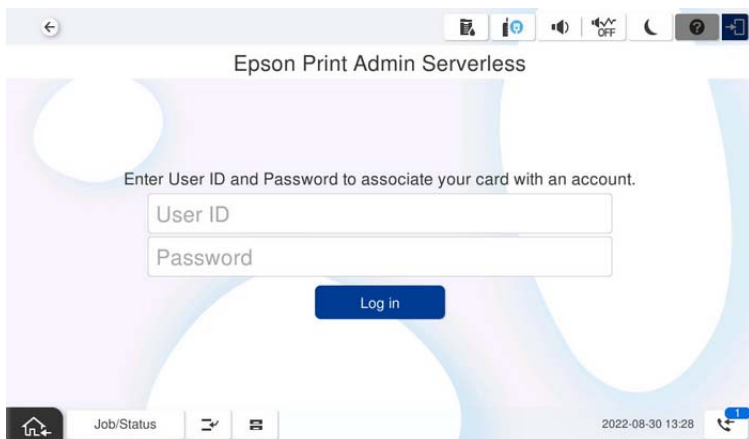 OFF
Epson Print Admin Serverless
Enter User ID and Password to associate your card with an account.
User ID
Password
Log in
Job/Status
2022-08-30 13:28
1